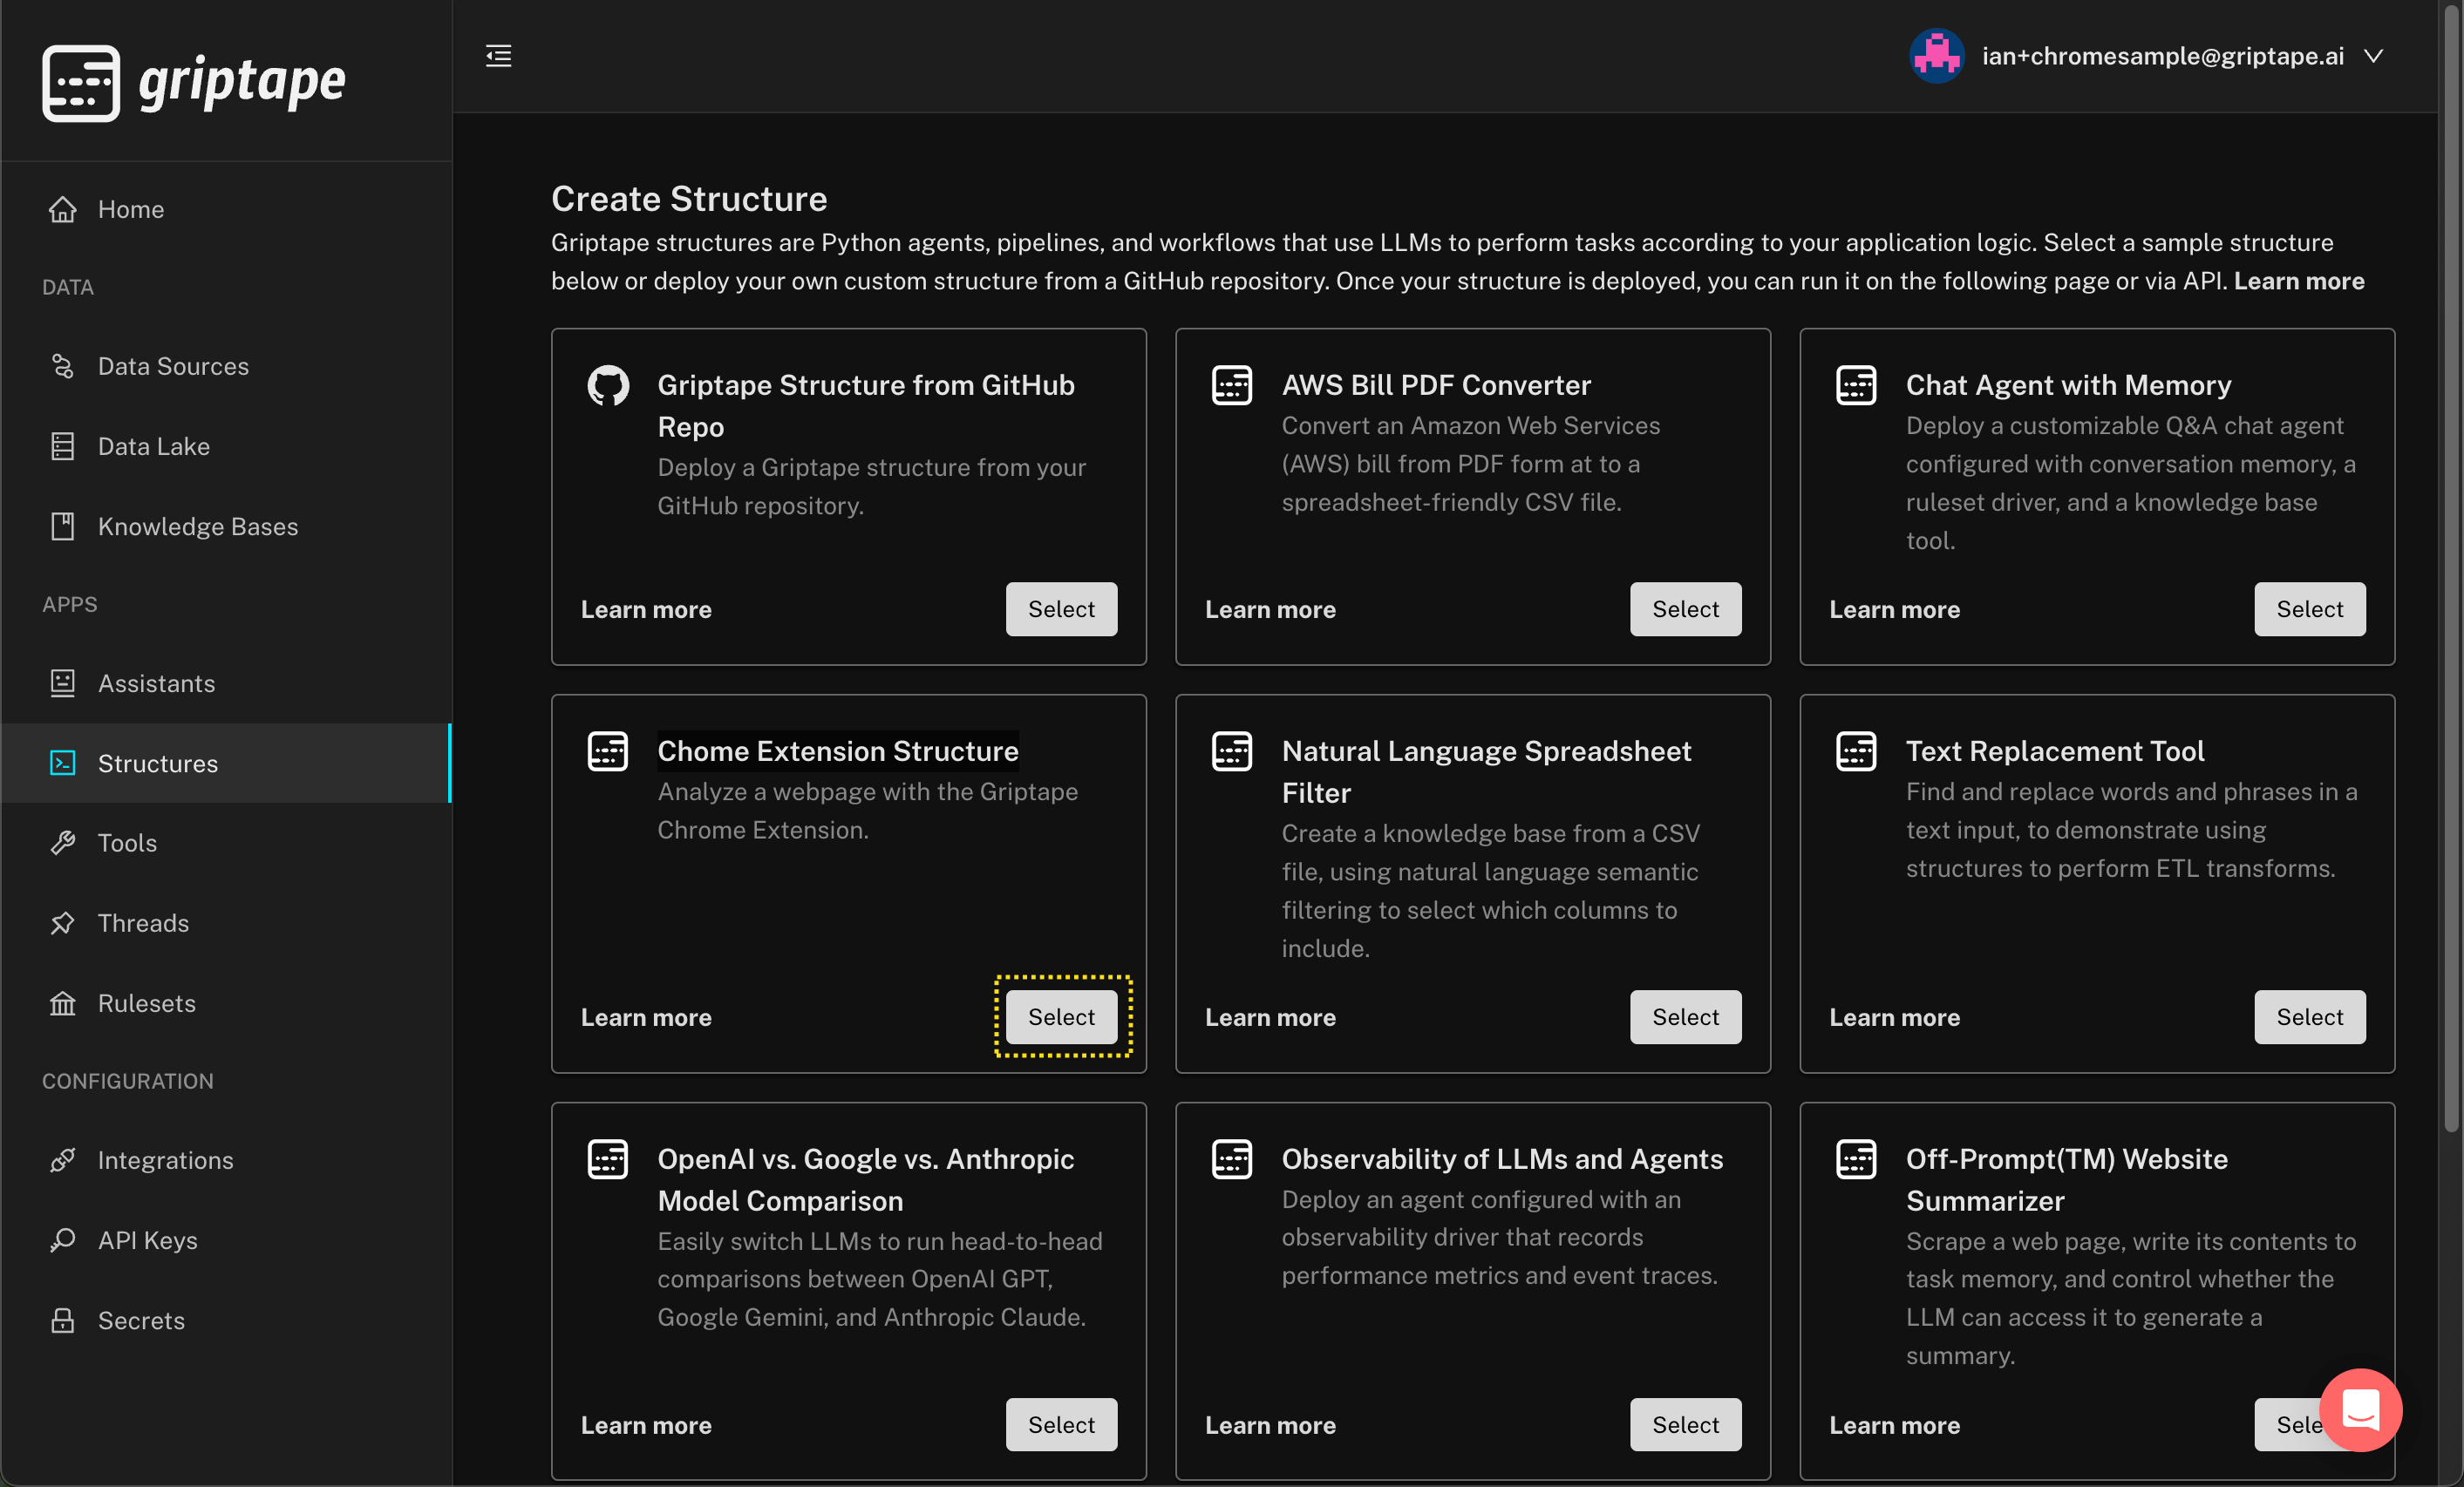 griptape
ian+chromesample@griptape.ai
Home
DATA
Data Sources
Data Lake
Knowledge Bases
APPS
Assistants
Structures
Tools
Threads
Rulesets
CONFIGURATION
Integrations
API Keys
Secrets
Create Structure
Griptape structures are Python agents, pipelines, and workflows that use LLMs to perform tasks according to your application logic. Select a sample structure
below or deploy your own custom structure from a GitHub repository. Once your structure is deployed, you can run it on the following page or via API. Learn more
Griptape Structure from GitHub
Repo
Deploy a Griptape structure from your
GitHub repository.
Learn more
Select
AWS Bill PDF Converter
Convert an Amazon Web Services
(AWS) bill from PDF form at to a
spreadsheet-friendly CSV file.
Learn more
Select
Chat Agent with Memory
Deploy a customizable Q&A chat agent
configured with conversation memory, a
ruleset driver, and a knowledge base
tool.
Learn more
Select
Chome Extension Structure
Analyze a webpage with the Griptape
Chrome Extension.
Learn more
Select
Natural Language Spreadsheet
Filter
Create a knowledge base from a CSV
file, using natural language semantic
filtering to select which columns to
include.
Learn more
Select
Text Replacement Tool
Find and replace words and phrases in a
text input, to demonstrate using
structures to perform ETL transforms.
Learn more
Select
OpenAI vs. Google vs. Anthropic
Model Comparison
Easily switch LLMs to run head-to-head
comparisons between OpenAI GPT,
Google Gemini, and Anthropic Claude.
Learn more
Select
Observability of LLMs and Agents
Deploy an agent configured with an
observability driver that records
performance metrics and event traces.
Learn more
Select
Off-Prompt(TM) Website
Summarizer
Scrape a web page, write its contents to
task memory, and control whether the
LLM can access it to generate a
summary.
Learn more
Sele